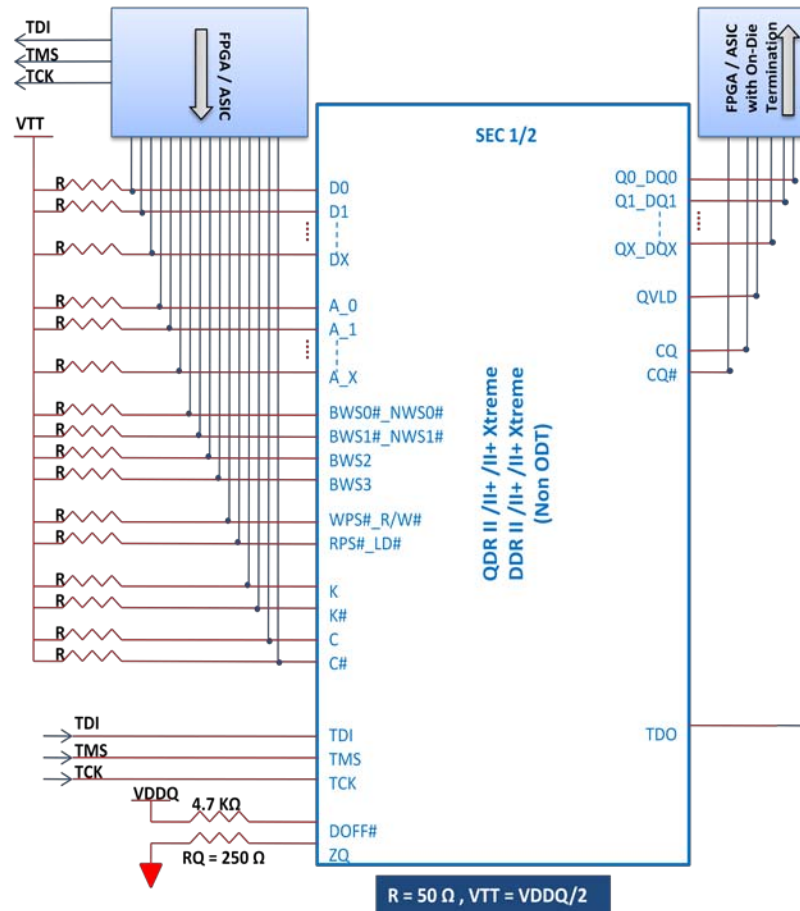 TDI
TMS
TCK
FPGA / ASIC
FPGA / ASIC
with On-Die
Termination
VTT
SEC 1/2
R
D0
Q0_DQ0
R
D1
Q1_DQ1
R
DX
QX_DQX
R
A_0
QVLD
R
A_1
CQ
R
A_X
CQ#
R
BWS0#_NWS0#
R
BWS1#_NWS1#
R
BWS2
R
BWS3
R
WPS#_R/W#
R
RPS#_LD#
R
K
R
K#
R
C
R
C#
QDR II /II+ /II+ Xtreme
DDR II /II+ /II+ Xtreme
(Non ODT)
TDI
TDI
TDO
TMS
TMS
TCK
TCK
VDDQ
4.7 KΩ
DOFF#
RQ = 250 Ω
ZQ
R = 50 Ω , VTT = VDDQ/2